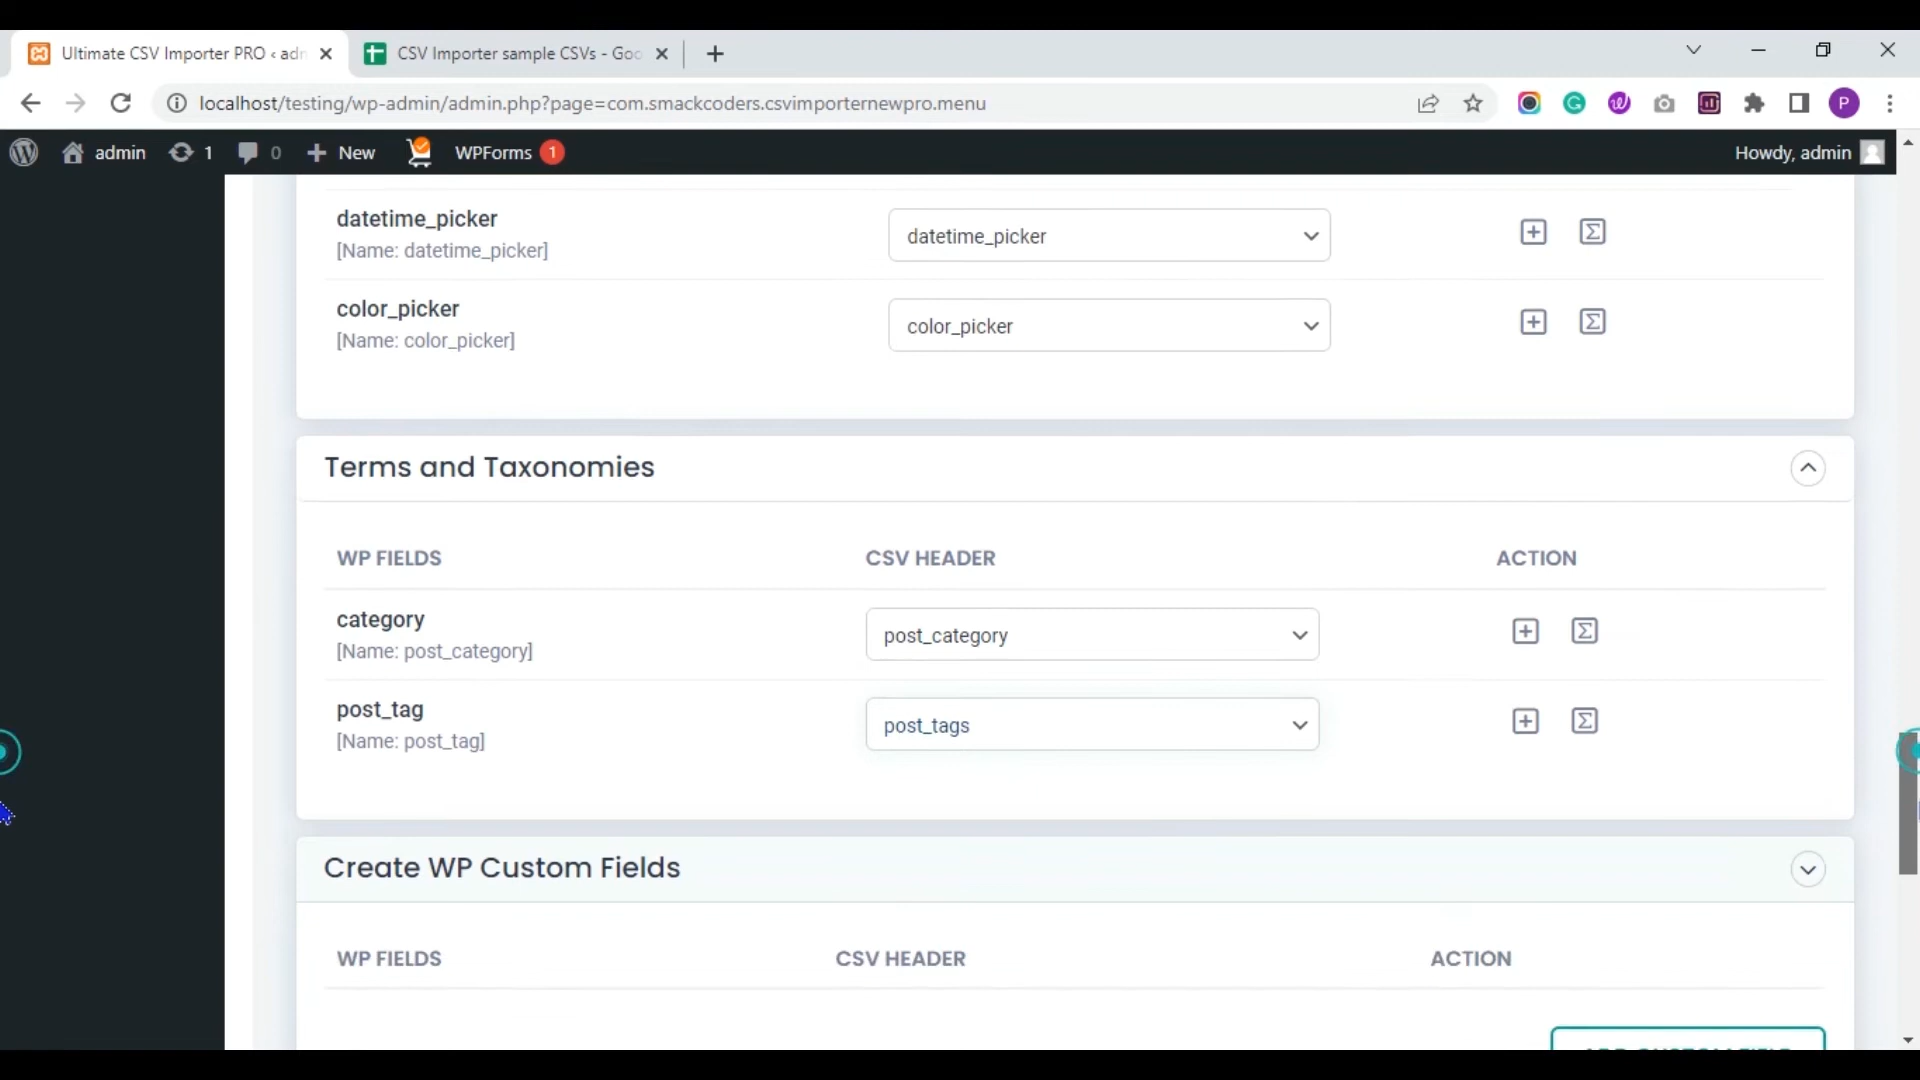 Ultimate CSV Importer PRO ‹ adn
CSV Importer sample CSVs - Goo
localhost/testing/wp-admin/admin.php?page=com.smackcoders.csvimporternewpro.menu
P
admin 1 0 New WPForms 1 Howdy, admin
datetime_picker
[Name: datetime_picker]
datetime_picker
color_picker
[Name: color_picker]
color_picker
Terms and Taxonomies
WP FIELDS CSV HEADER ACTION
category
[Name: post_category]
post_category
post_tag
[Name: post_tag]
post_tags
Create WP Custom Fields
WP FIELDS CSV HEADER ACTION